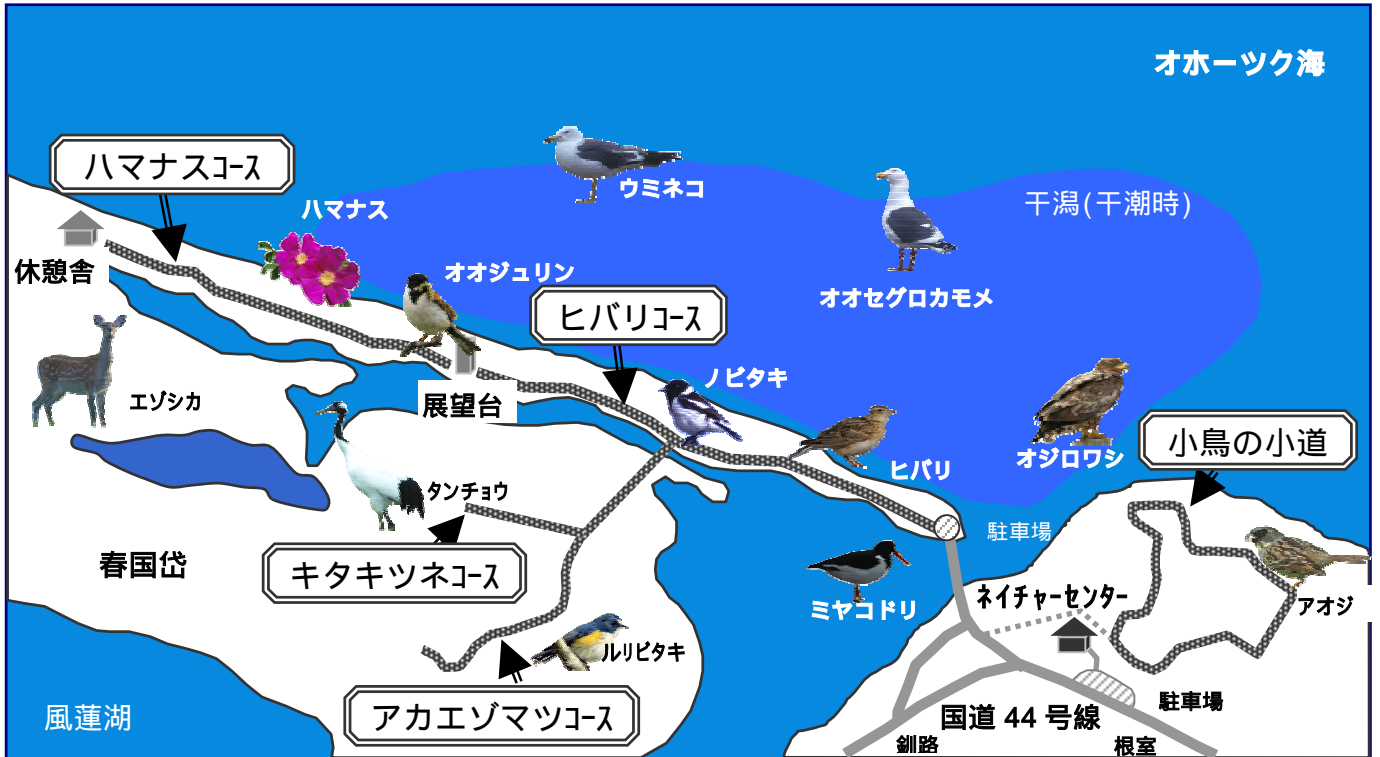 オホーツク海
ハマナスコース
ウミネコ
干潟(干潮時)
ハマナス
休憩舎
オオジュリン
オオセグロカモメ
ヒバリコース
ノビタキ
エゾシカ
展望台
小鳥の小道
オジロワシ
ヒバリ
タンチョウ
駐車場
春国岱
キタキツネコース
ミヤコドリ
ネイチャーセンター
アオジ
ルリビタキ
アカエゾマツコース
駐車場
風蓮湖
国道 44 号線
釧路
根室